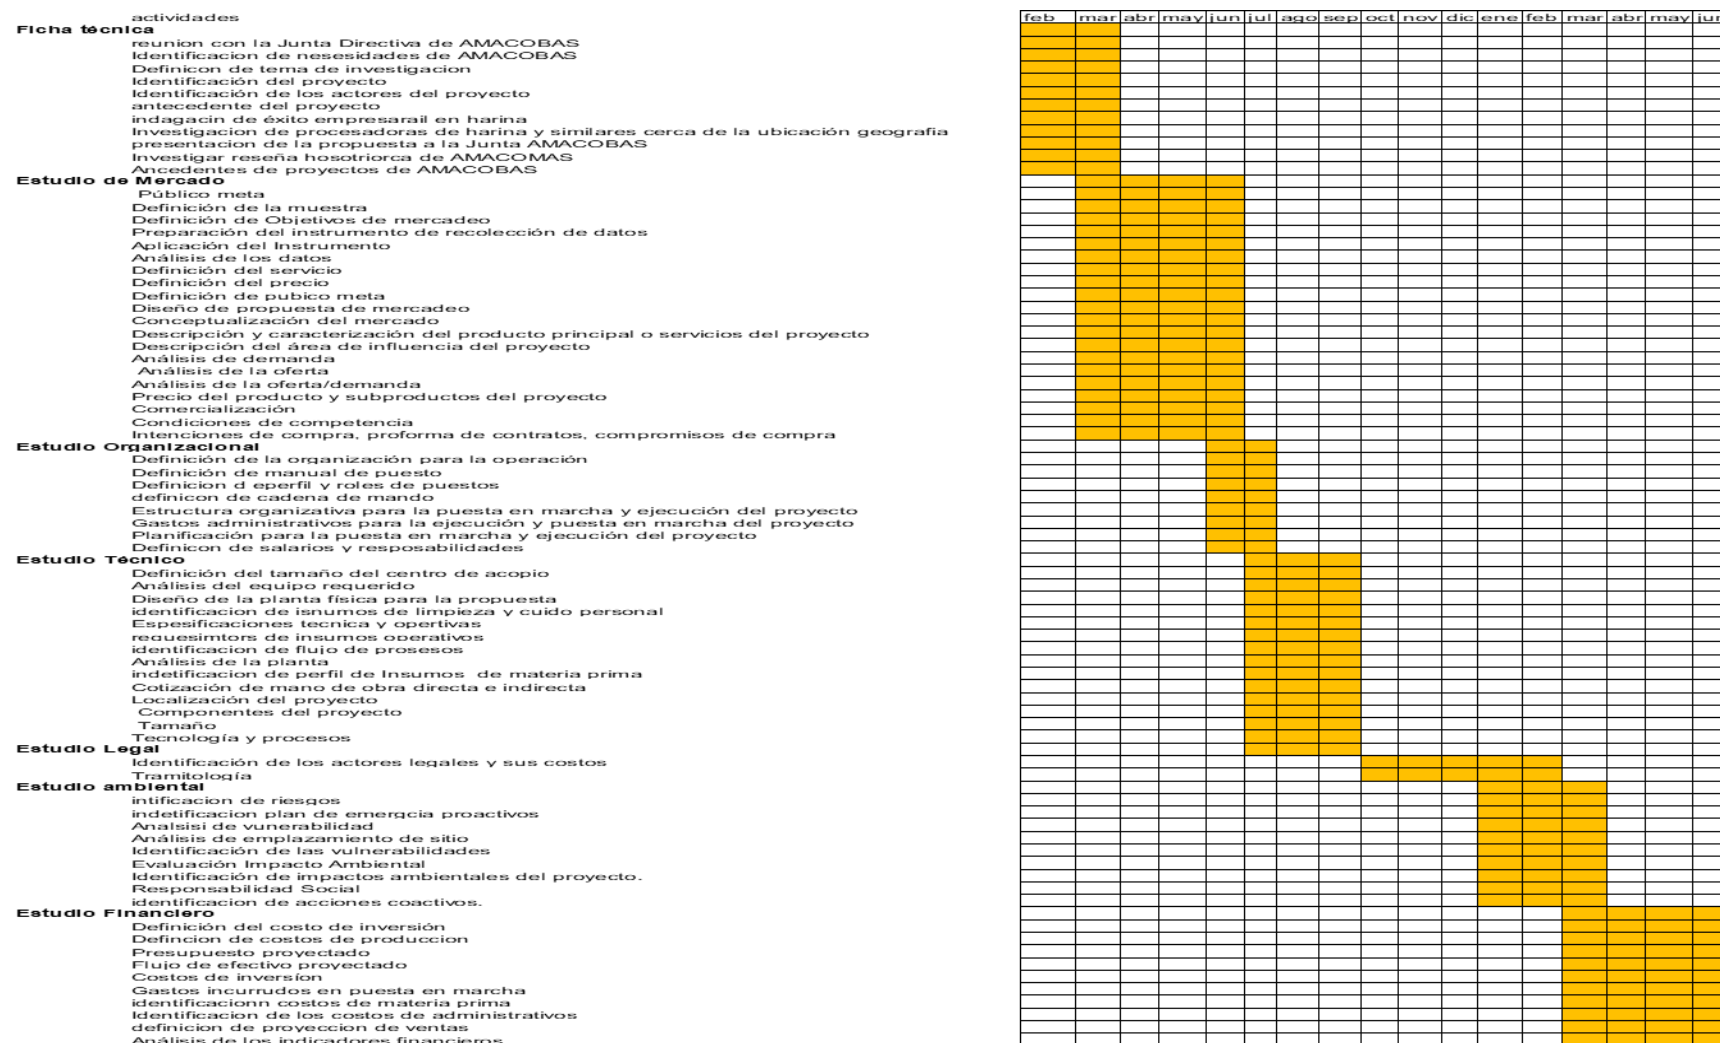 actividades feb mar abr may jun jul ago sep oct nov dic ene feb mar abr may jun
Ficha técnica
reunion con la Junta Directiva de AMACOBAS
Identificacion de nesesidades de AMACOBAS
Definicon de tema de investigacion
Identificación del proyecto
Identificación de los actores del proyecto
antecedente del proyecto
indagacin de éxito empresarail en harina
Investigacion de procesadoras de harina y similares cerca de la ubicación geografia
presentacion de la propuesta a la Junta AMACOBAS
Investigar reseña hosotriorca de AMACOMAS
Ancedentes de proyectos de AMACOBAS
Estudio de Mercado
Público meta
Definición de la muestra
Definición de Objetivos de mercadeo
Preparación del instrumento de recolección de datos
Aplicación del Instrumento
Análisis de los datos
Definición del servicio
Definición del precio
Definición de pubico meta
Diseño de propuesta de mercadeo
Conceptualización del mercado
Descripción y caracterización del producto principal o servicios del proyecto
Descripción del área de influencia del proyecto
Análisis de demanda
Análisis de la oferta
Análisis de la oferta/demanda
Precio del producto y subproductos del proyecto
Comercialización
Condiciones de competencia
Intenciones de compra, proforma de contratos, compromisos de compra
Estudio Organizacional
Definición de la organización para la operación
Definición de manual de puesto
Definicion d eperfil y roles de puestos
definicon de cadena de mando
Estructura organizativa para la puesta en marcha y ejecución del proyecto
Gastos administrativos para la ejecución y puesta en marcha del proyecto
Planificación para la puesta en marcha y ejecución del proyecto
Definicon de salarios y resposabilidades
Estudio Técnico
Definición del tamaño del centro de acopio
Análisis del equipo requerido
Diseño de la planta física para la propuesta
identificacion de isnumos de limpieza y cuido personal
Espesificaciones tecnica y opertivas
requesimtors de insumos operativos
identificacion de flujo de prosesos
Análisis de la planta
indetificacion de perfil de Insumos de materia prima
Cotización de mano de obra directa e indirecta
Localización del proyecto
Componentes del proyecto
Tamaño
Tecnología y procesos
Estudio Legal
Identificación de los actores legales y sus costos
Tramitología
Estudio ambiental
intificacion de riesgos
indetificacion plan de emergcia proactivos
Analsisi de vunerabilidad
Análisis de emplazamiento de sitio
Identificación de las vulnerabilidades
Evaluación Impacto Ambiental
Identificación de impactos ambientales del proyecto.
Responsabilidad Social
identificacion de acciones coactivos.
Estudio Financiero
Definición del costo de inversión
Defincion de costos de produccion
Presupuesto proyectado
Flujo de efectivo proyectado
Costos de inversíon
Gastos incurrudos en puesta en marcha
identificacionn costos de materia prima
Identificacion de los costos de administrativos
definicion de proyeccion de ventas
Análisis de los indicadores financieros